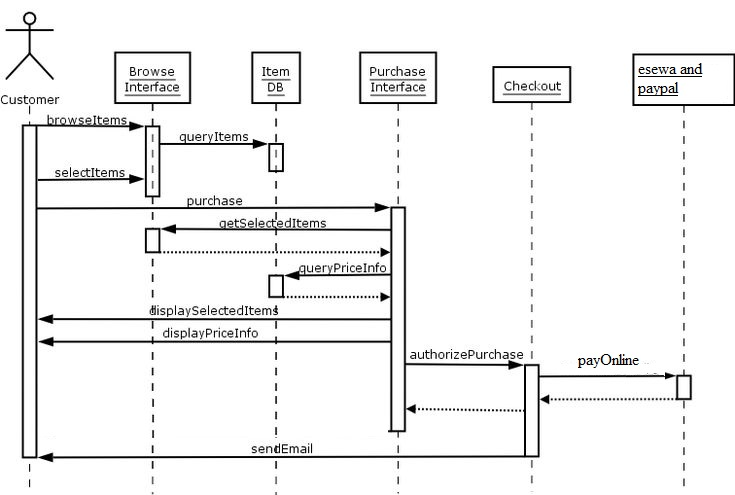 Customer
Browse
Interface
Item
DB
Purchase
Interface
Checkout
esewa and
paypal
browseItems
queryItems
selectItems
purchase
getSelectedItems
queryPriceInfo
displaySelectedItems
displayPriceInfo
authorizePurchase
payOnline
sendEmail